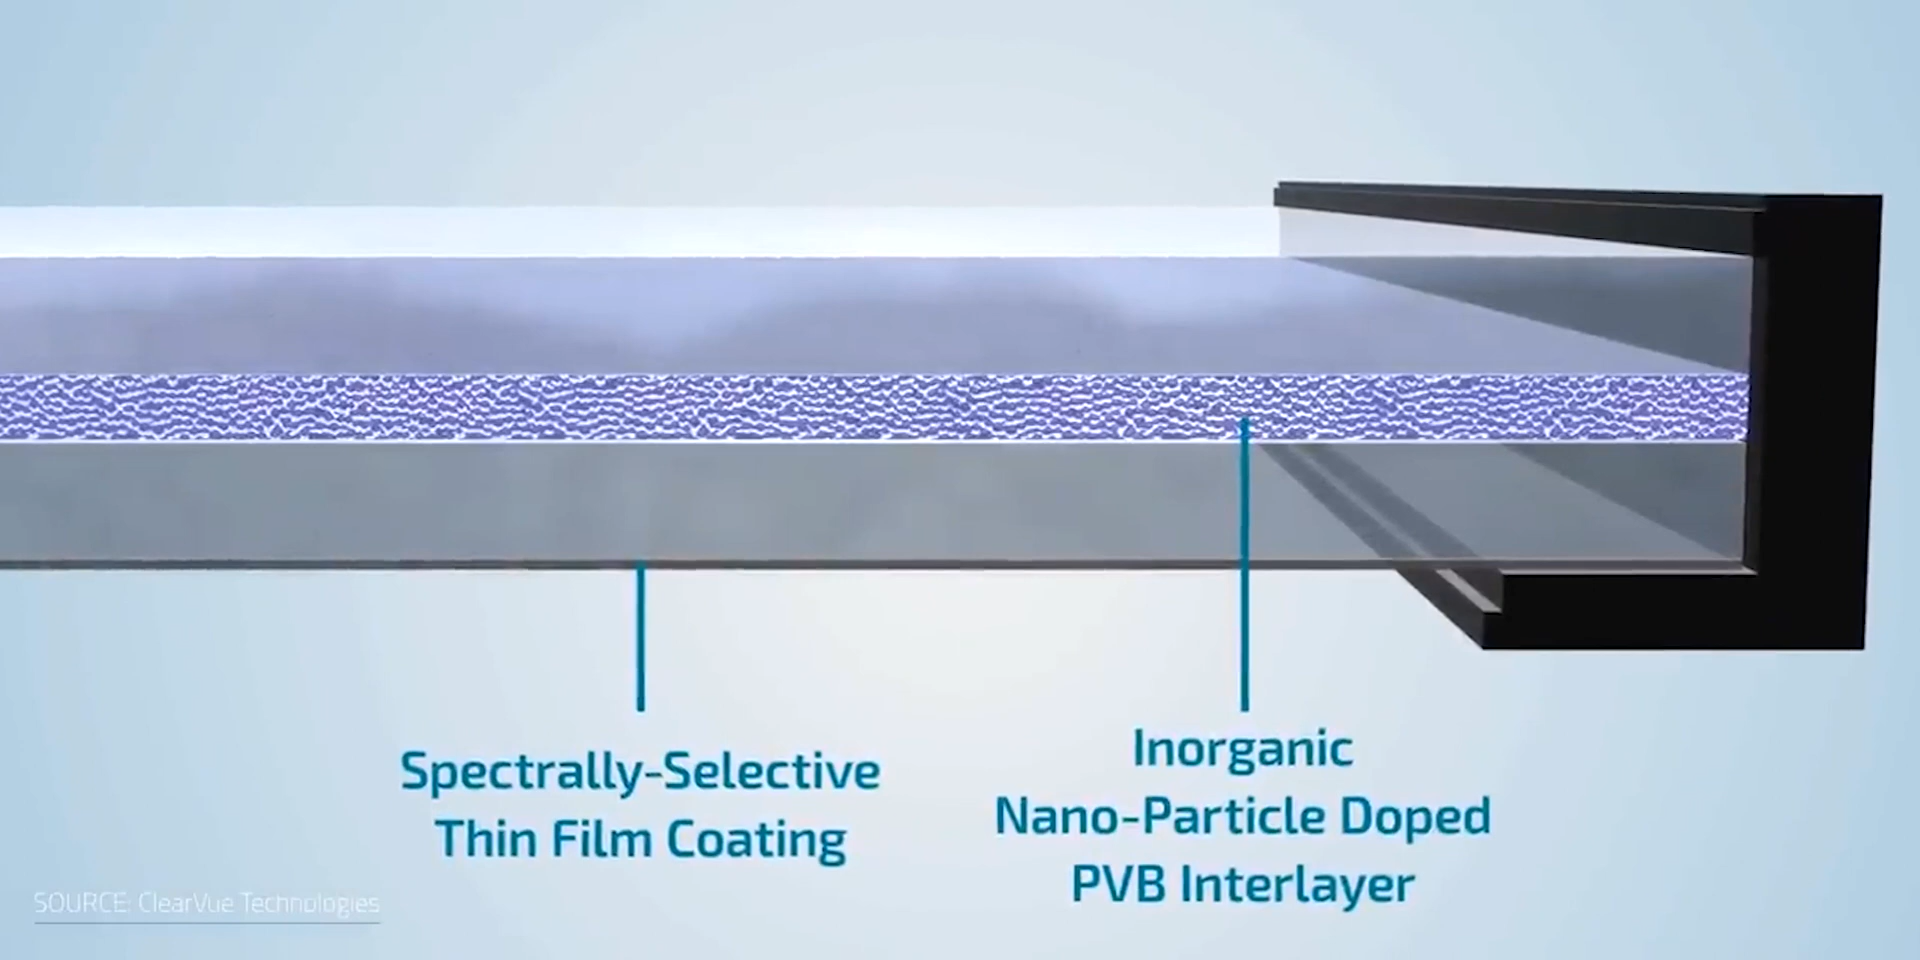 Spectrally-Selective
Thin Film Coating
Inorganic
Nano-Particle Doped
PVB Interlayer
SOURCE: ClearVue Technologies